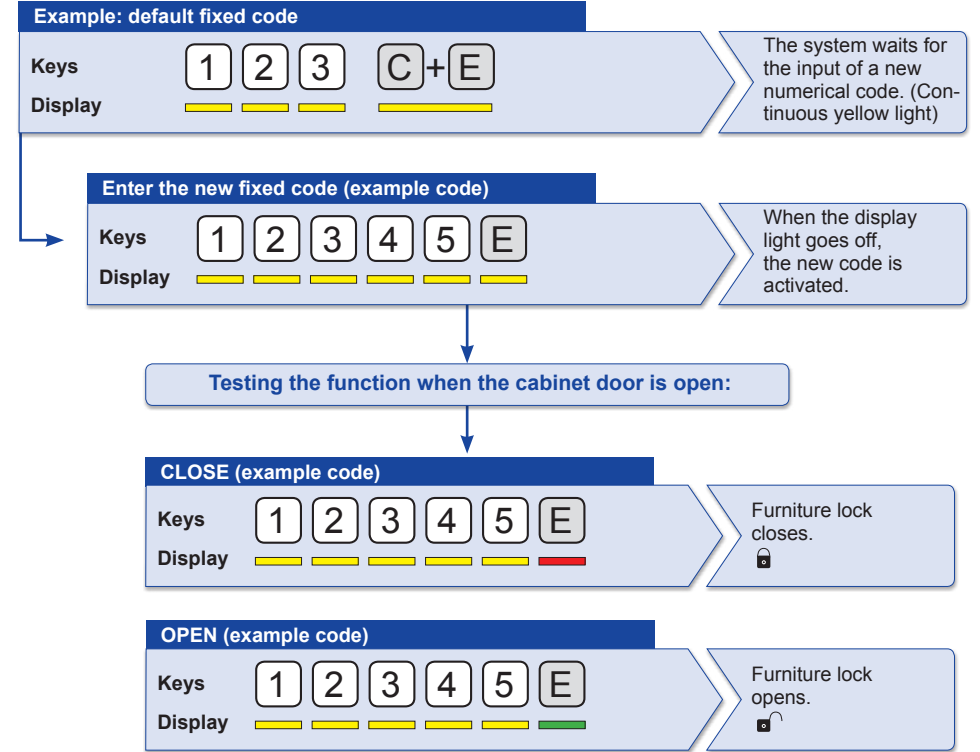 Example: default fixed code
Keys 1 2 3 C+E
Display
The system waits for
the input of a new
numerical code. (Con-
tinuous yellow light)
Enter the new fixed code (example code)
Keys 1 2 3 4 5 E
Display
When the display
light goes off,
the new code is
activated.
Testing the function when the cabinet door is open:
CLOSE (example code)
Keys 1 2 3 4 5 E
Display
Furniture lock
closes.
OPEN (example code)
Keys 1 2 3 4 5 E
Display
Furniture lock
opens.